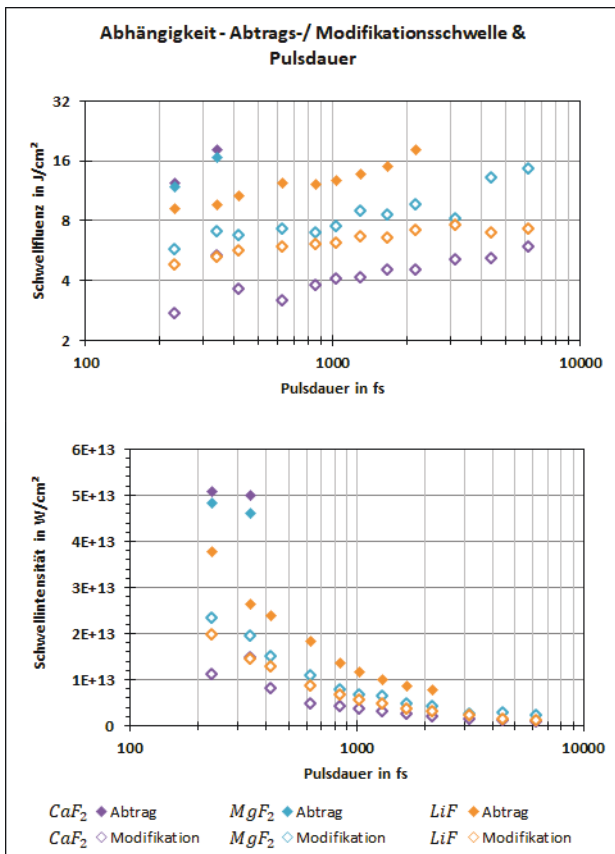 Abhängigkeit - Abtrags-/ Modifikationsschwelle &
Pulsdauer
32
16
8
4
2
Schwellfluenz in J/cm²
100
1000
10000
Pulsdauer in fs
6E+13
5E+13
4E+13
3E+13
2E+13
1E+13
0
Schwellintensität in W/cm²
100
1000
10000
Pulsdauer in fs
CaF₂ Abtrag MgF₂ Abtrag LiF Abtrag
CaF₂ Modifikation MgF₂ Modifikation LiF Modifikation